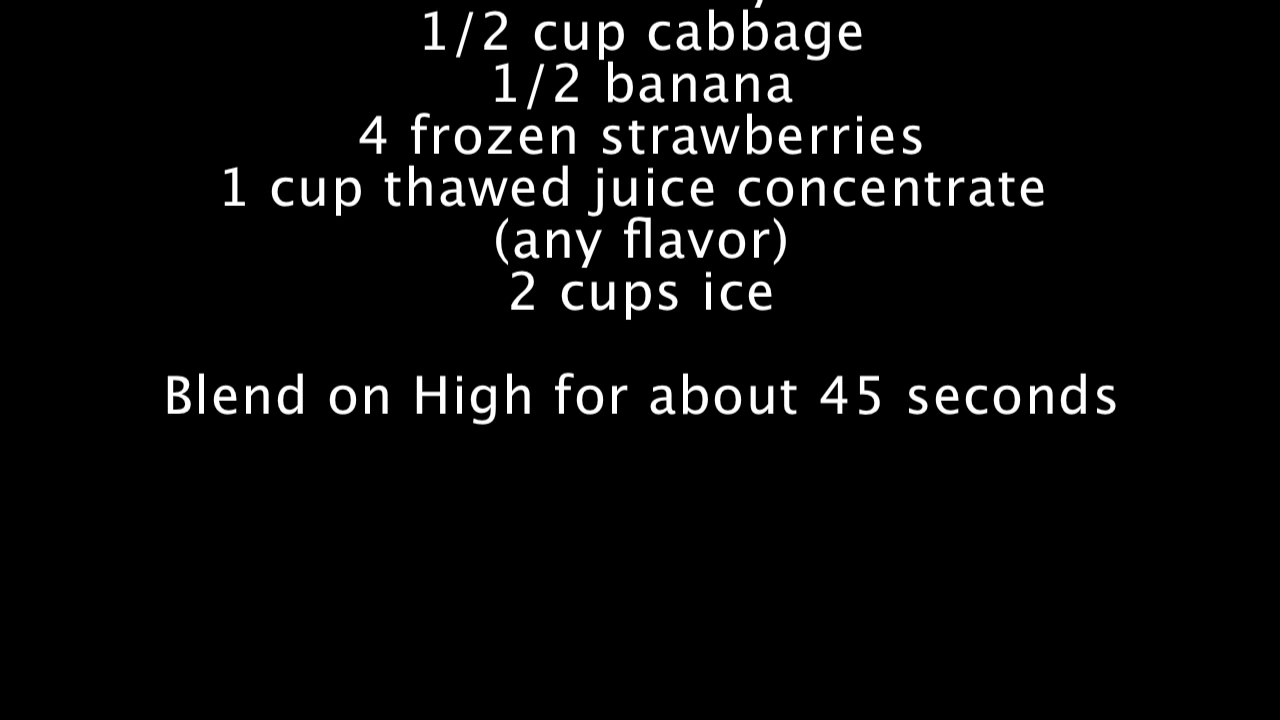 1/2 cup cabbage
1/2 banana
4 frozen strawberries
1 cup thawed juice concentrate
(any flavor)
2 cups ice
Blend on High for about 45 seconds